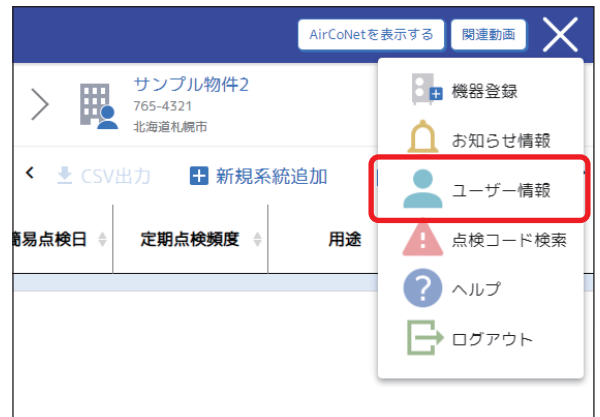 AirCoNetを表示する
関連動画
サンプル物件2
765-4321
北海道札幌市
CSV出力
新規系統追加
簡易点検日
定期点検頻度
用途
機器登録
お知らせ情報
ユーザー情報
点検コード検索
ヘルプ
ログアウト